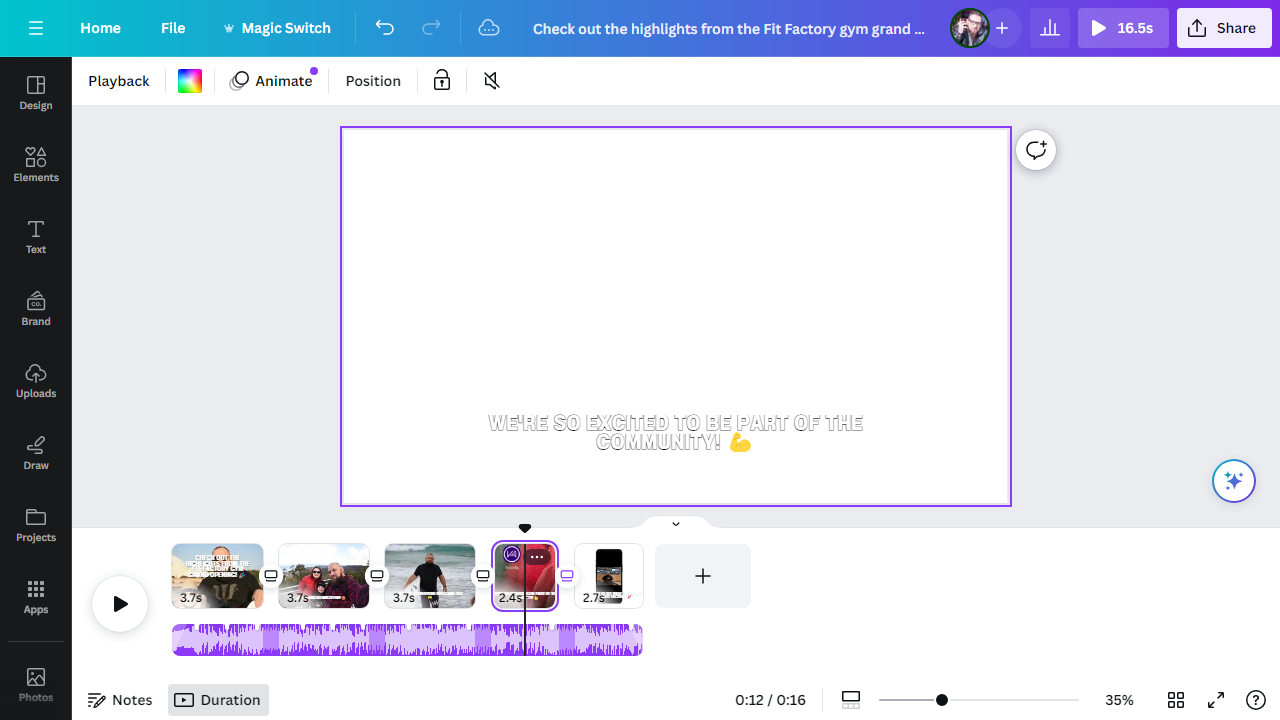 Home
File
Magic Switch
Check out the highlights from the Fit Factory gym grand ...
16.5s
Share
Playback
Animate
Position
Design
Elements
Text
Brand
CO.
Uploads
Draw
Projects
Apps
Photos
WE'RE SO EXCITED TO BE PART OF THE
COMMUNITY! 💪
3.7s
3.7s
3.7s
2.4s
2.7s
Notes
Duration
0:12 / 0:16
35%